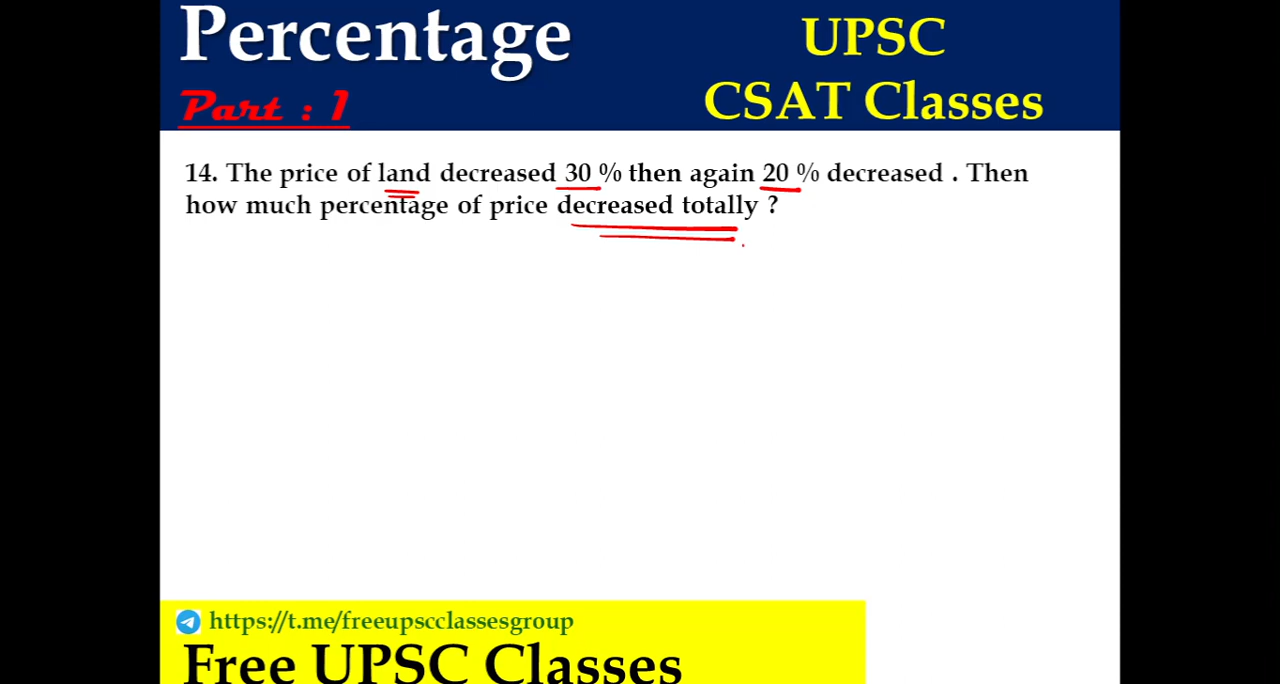 Percentage
Part : 1
UPSC
CSAT Classes
14. The price of land decreased 30 % then again 20 % decreased . Then
how much percentage of price decreased totally ?
https://t.me/freeupscclassesgroup
Free UPSC Classes